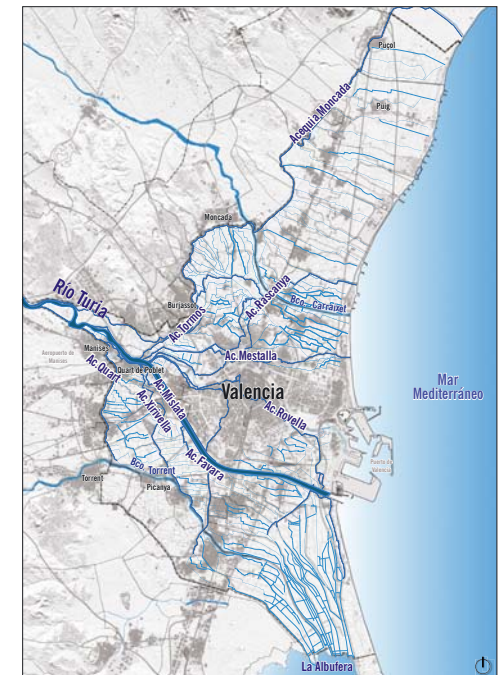 Puçol
Puig
Acequia Moncada
Moncada
Río Turia
Burjassot
Ac.Tormos
Ac.Rascanya
Bco Carraixet
Manises
Aeropuerto de
Manises
Quart de Poblet
Ac.Mestalla
Ac.Quart
Ac.Mislata
Ac.Xirivella
Valencia
Ac.Rovella
Mar
Mediterráneo
Ac.Favara
Bco Torrent
Torrent
Picanya
Puerto de
Valencia
La Albufera